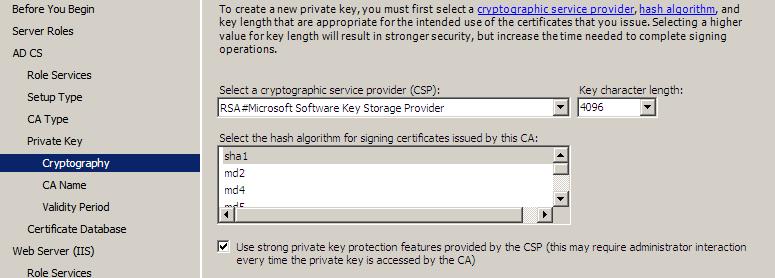 Before You Begin
Server Roles
AD CS
Role Services
Setup Type
CA Type
Private Key
Cryptography
CA Name
Validity Period
Certificate Database
Web Server (IIS)
Role Services
To create a new private key, you must first select a cryptographic service provider, hash algorithm, and
key length that are appropriate for the intended use of the certificates that you issue. Selecting a higher
value for key length will result in stronger security, but increase the time needed to complete signing
operations.
Select a cryptographic service provider (CSP):
Key character length:
RSA#Microsoft Software Key Storage Provider
4096
Select the hash algorithm for signing certificates issued by this CA:
sha1
md2
md4
md5
Use strong private key protection features provided by the CSP (this may require administrator interaction
every time the private key is accessed by the CA)